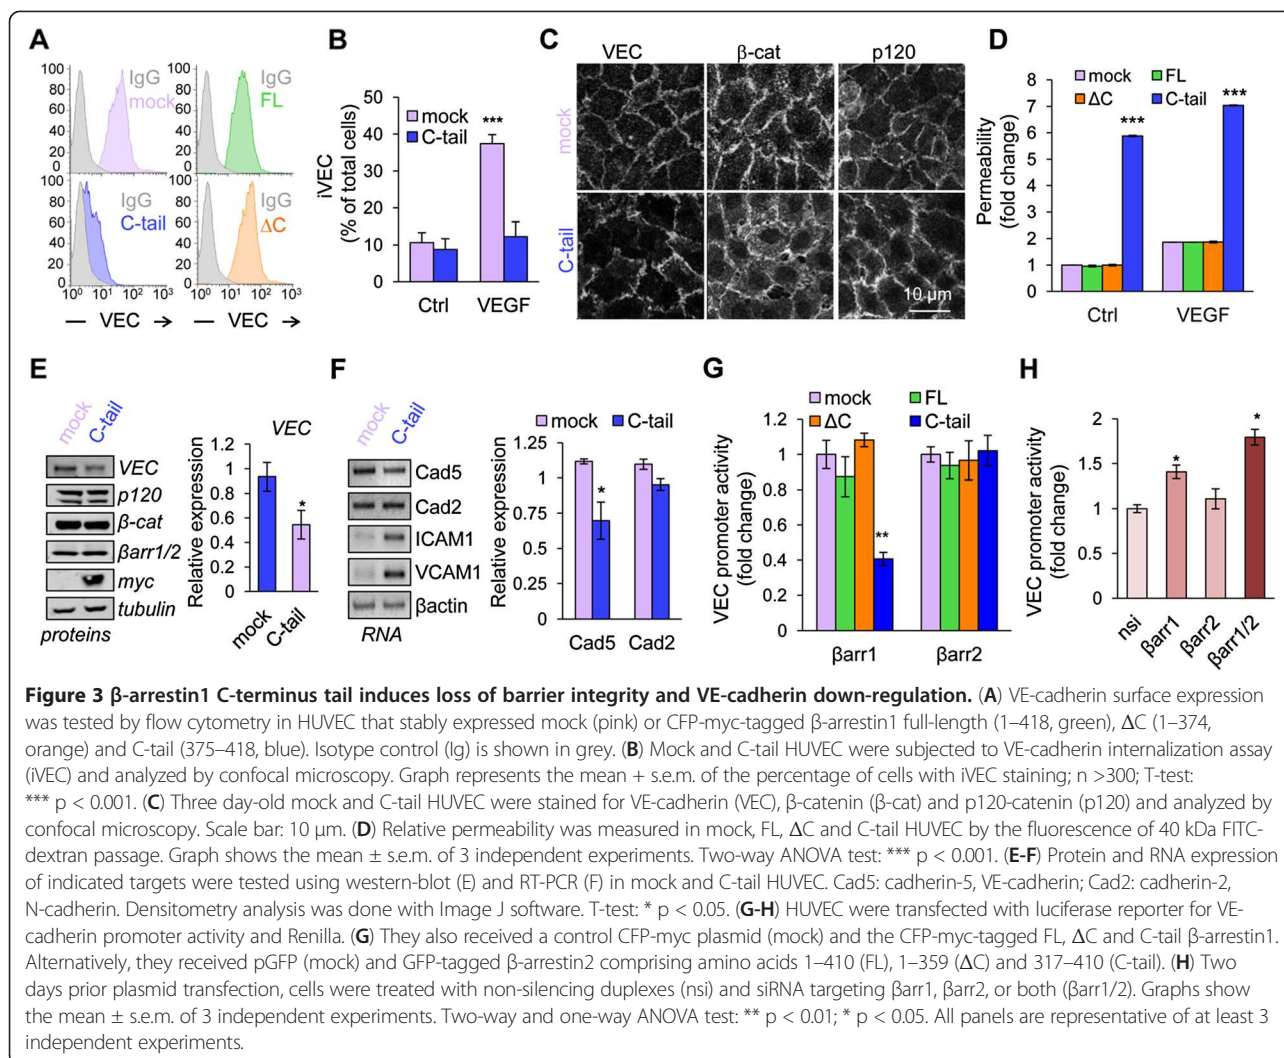 A
IgG
mock
IgG
FL
IgG
C-tail
IgG
ΔC
100
80
60
40
20
0
100
80
60
40
20
0
100
80
60
40
20
0
100
80
60
40
20
0
10⁰ 10¹ 10² 10³
10⁰ 10¹ 10² 10³
— VEC →
— VEC →
B
mock
C-tail
***
iVEC
(% of total cells)
50
40
30
20
10
0
Ctrl VEGF
C
VEC β-cat p120
mock
C-tail
10 µm
D
mock FL
ΔC C-tail
***
***
Permeability
(fold change)
8
7
6
5
4
3
2
1
0
Ctrl VEGF
E
mock C-tail
VEC
p120
β-cat
βarr1/2
myc
tubulin
proteins
VEC
Relative expression
1.2
1
0.8
0.6
0.4
0.2
0
*
mock C-tail
F
mock C-tail
Cad5
Cad2
ICAM1
VCAM1
βactin
RNA
mock C-tail
Relative expression
1.25
1
0.75
0.5
0.25
0
*
Cad5 Cad2
G
mock FL
ΔC C-tail
VEC promoter activity
(fold change)
1.2
1
0.8
0.6
0.4
0.2
0
**
βarr1 βarr2
H
VEC promoter activity
(fold change)
2
1.5
1
0.5
0
*
*
nsi βarr1 βarr2 βarr1/2
Figure 3 β-arrestin1 C-terminus tail induces loss of barrier integrity and VE-cadherin down-regulation. (A) VE-cadherin surface expression
was tested by flow cytometry in HUVEC that stably expressed mock (pink) or CFP-myc-tagged β-arrestin1 full-length (1–418, green), ΔC (1–374,
orange) and C-tail (375–418, blue). Isotype control (Ig) is shown in grey. (B) Mock and C-tail HUVEC were subjected to VE-cadherin internalization assay
(iVEC) and analyzed by confocal microscopy. Graph represents the mean + s.e.m. of the percentage of cells with iVEC staining; n >300; T-test:
*** p < 0.001. (C) Three day-old mock and C-tail HUVEC were stained for VE-cadherin (VEC), β-catenin (β-cat) and p120-catenin (p120) and analyzed by
confocal microscopy. Scale bar: 10 µm. (D) Relative permeability was measured in mock, FL, ΔC and C-tail HUVEC by the fluorescence of 40 kDa FITC-
dextran passage. Graph shows the mean ± s.e.m. of 3 independent experiments. Two-way ANOVA test: *** p < 0.001. (E-F) Protein and RNA expression
of indicated targets were tested using western-blot (E) and RT-PCR (F) in mock and C-tail HUVEC. Cad5: cadherin-5, VE-cadherin; Cad2: cadherin-2,
N-cadherin. Densitometry analysis was done with Image J software. T-test: * p < 0.05. (G-H) HUVEC were transfected with luciferase reporter for VE-
cadherin promoter activity and Renilla. (G) They also received a control CFP-myc plasmid (mock) and the CFP-myc-tagged FL, ΔC and C-tail β-arrestin1.
Alternatively, they received pGFP (mock) and GFP-tagged β-arrestin2 comprising amino acids 1–410 (FL), 1–359 (ΔC) and 317–410 (C-tail). (H) Two
days prior plasmid transfection, cells were treated with non-silencing duplexes (nsi) and siRNA targeting βarr1, βarr2, or both (βarr1/2). Graphs show
the mean ± s.e.m. of 3 independent experiments. Two-way and one-way ANOVA test: ** p < 0.01; * p < 0.05. All panels are representative of at least 3
independent experiments.